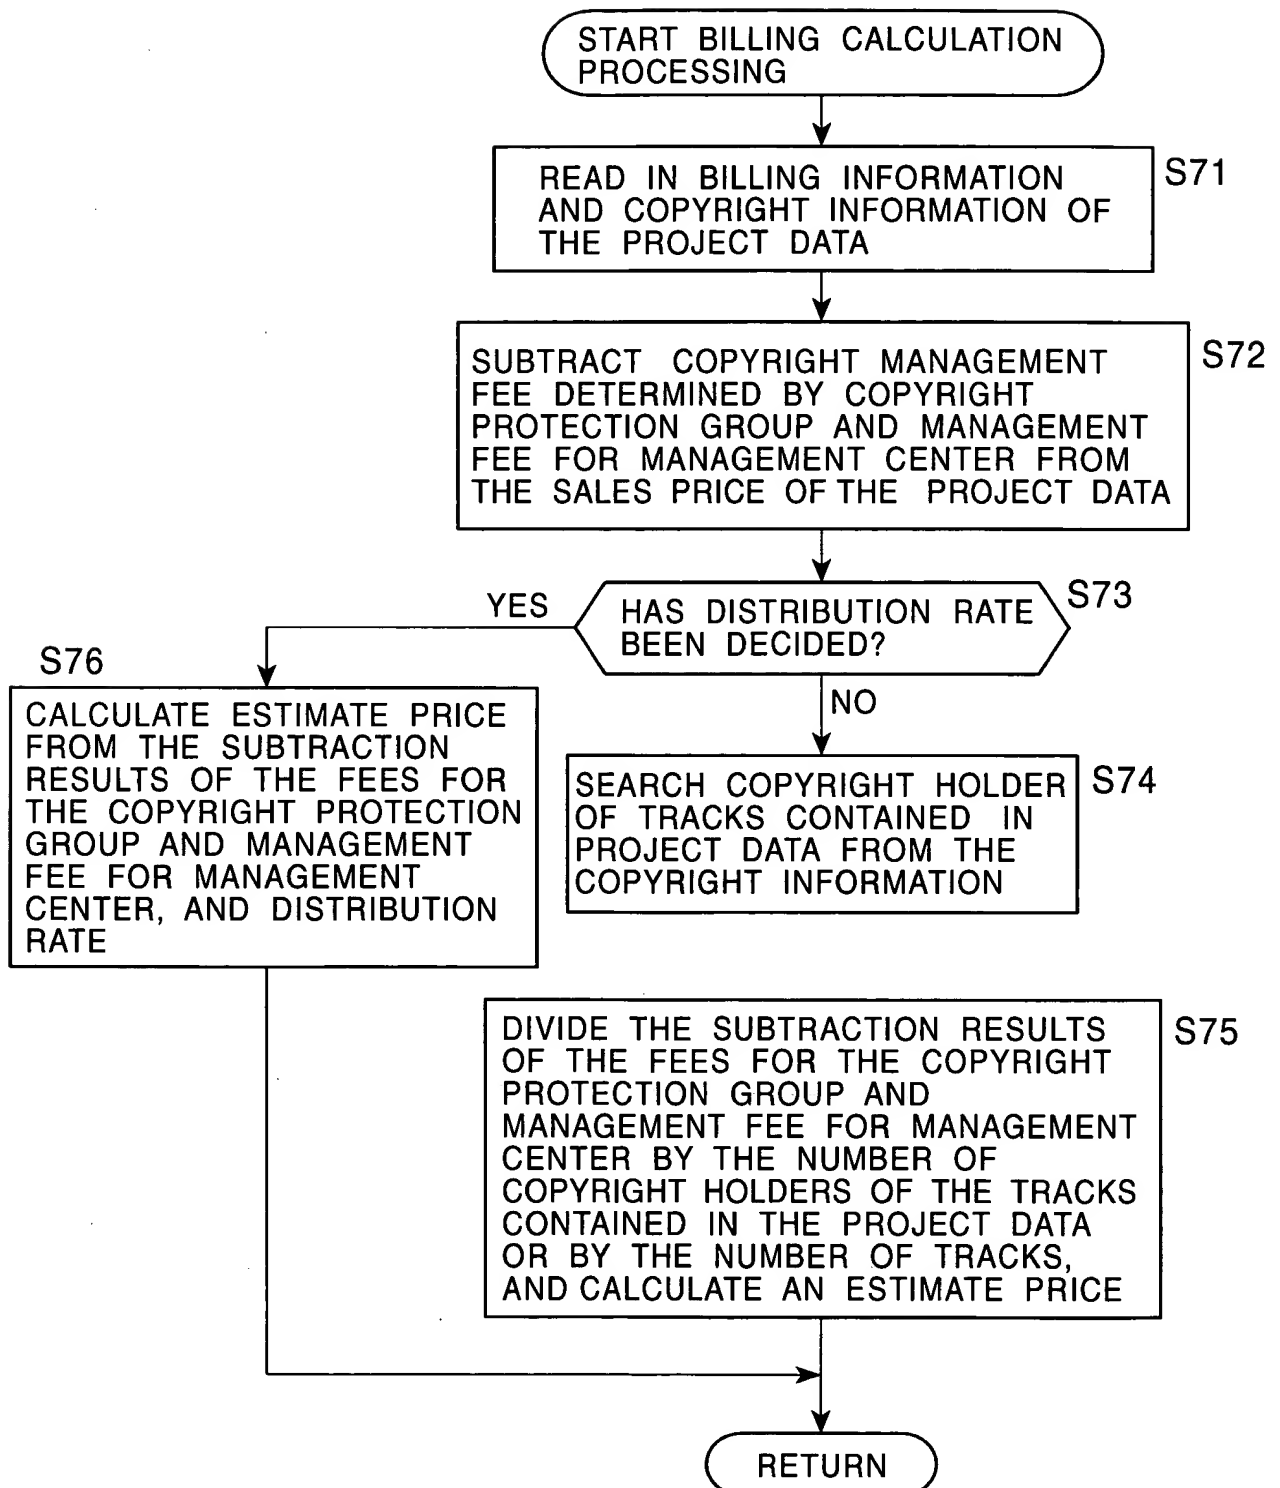 START BILLING CALCULATION
PROCESSING
S71
READ IN BILLING INFORMATION
AND COPYRIGHT INFORMATION OF
THE PROJECT DATA
S72
SUBTRACT COPYRIGHT MANAGEMENT
FEE DETERMINED BY COPYRIGHT
PROTECTION GROUP AND MANAGEMENT
FEE FOR MANAGEMENT CENTER FROM
THE SALES PRICE OF THE PROJECT DATA
S73
HAS DISTRIBUTION RATE
BEEN DECIDED?
YES
NO
S76
CALCULATE ESTIMATE PRICE
FROM THE SUBTRACTION
RESULTS OF THE FEES FOR
THE COPYRIGHT PROTECTION
GROUP AND MANAGEMENT
FEE FOR MANAGEMENT
CENTER, AND DISTRIBUTION
RATE
S74
SEARCH COPYRIGHT HOLDER
OF TRACKS CONTAINED IN
PROJECT DATA FROM THE
COPYRIGHT INFORMATION
S75
DIVIDE THE SUBTRACTION RESULTS
OF THE FEES FOR THE COPYRIGHT
PROTECTION GROUP AND
MANAGEMENT FEE FOR MANAGEMENT
CENTER BY THE NUMBER OF
COPYRIGHT HOLDERS OF THE TRACKS
CONTAINED IN THE PROJECT DATA
OR BY THE NUMBER OF TRACKS,
AND CALCULATE AN ESTIMATE PRICE
RETURN